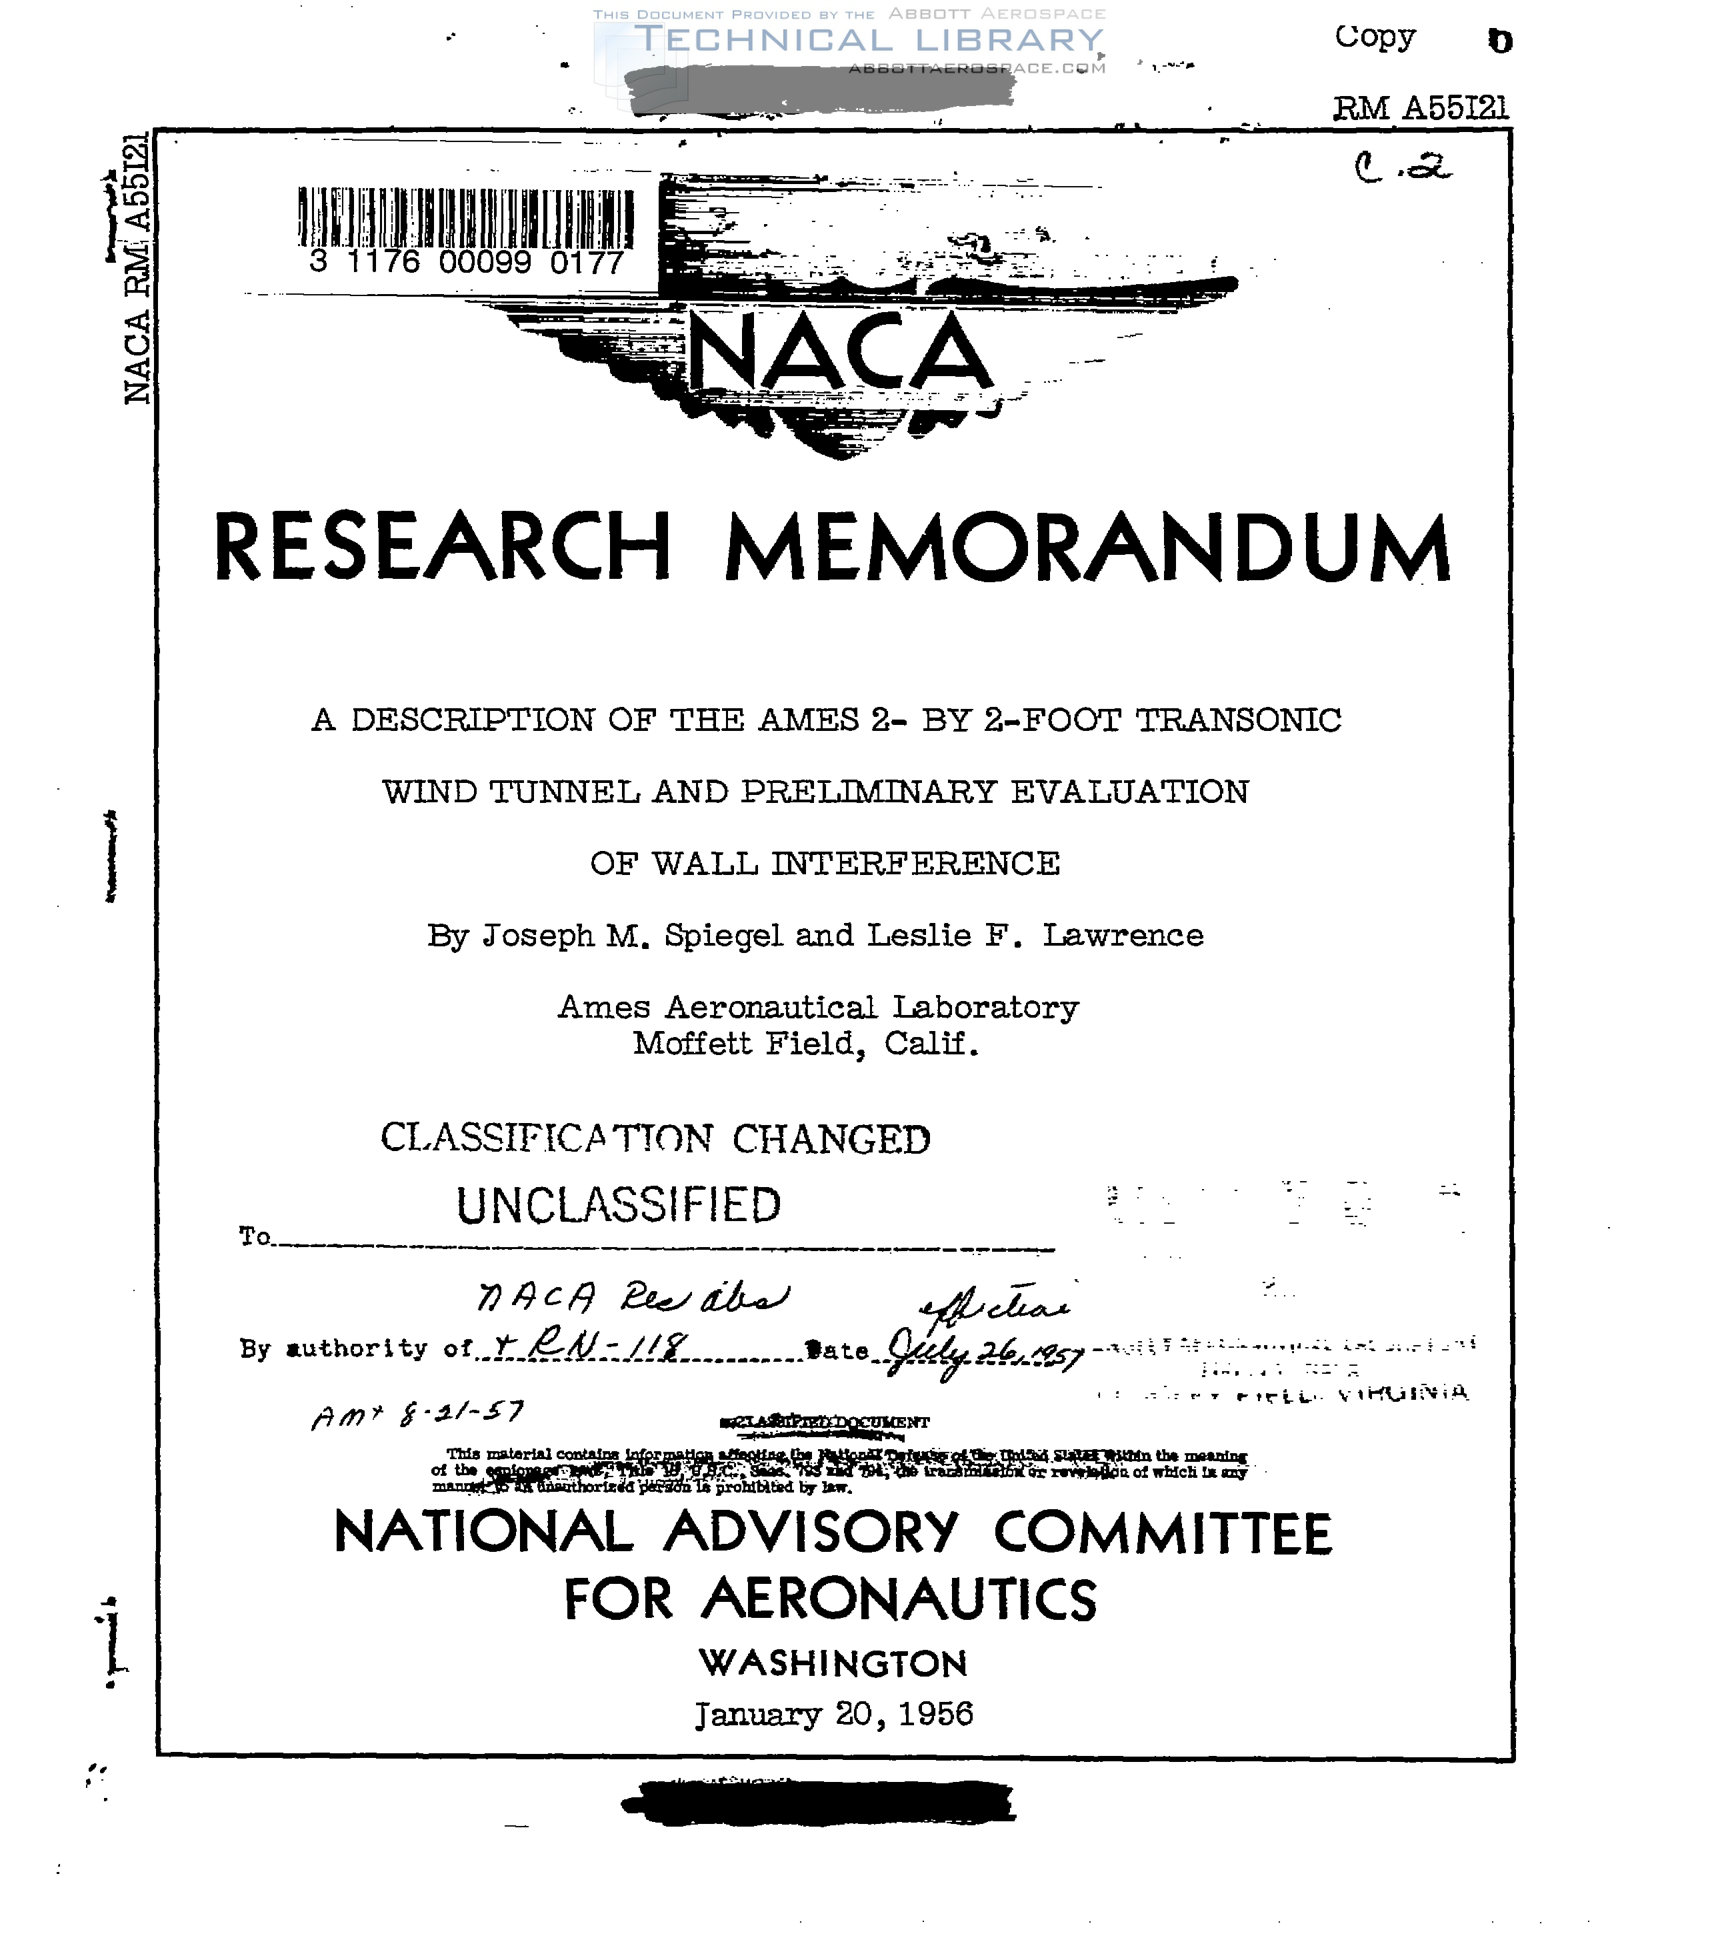 THIS DOCUMENT PROVIDED BY THE ABBOTT AEROSPACE
TECHNICAL LIBRARY
ABBOTTAEROSPACE.COM
Copy
RM A55I21
C.2
NACA RM A55I21
3 1176 00099 0177
NACA
RESEARCH MEMORANDUM
A DESCRIPTION OF THE AMES 2- BY 2-FOOT TRANSONIC
WIND TUNNEL AND PRELIMINARY EVALUATION
OF WALL INTERFERENCE
By Joseph M. Spiegel and Leslie F. Lawrence
Ames Aeronautical Laboratory
Moffett Field, Calif.
CLASSIFICATION CHANGED
UNCLASSIFIED
To
NACA Res abs effective
By authority of + RN-118 Date July 26, 1957
AMT 8-21-57
CLASSIFIED DOCUMENT
This material contains information affecting the National Defense of the United States within the meaning
of the espionage laws, Title 18, U.S.C., Secs. 793 and 794, the transmission or revelation of which in any
manner to an unauthorized person is prohibited by law.
FIELD, VIRGINIA
NATIONAL ADVISORY COMMITTEE
FOR AERONAUTICS
WASHINGTON
January 20, 1956